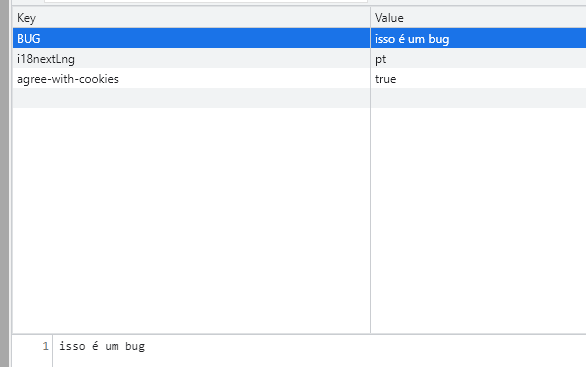 Key Value
BUG isso é um bug
i18nextLng pt
agree-with-cookies true
1 isso é um bug